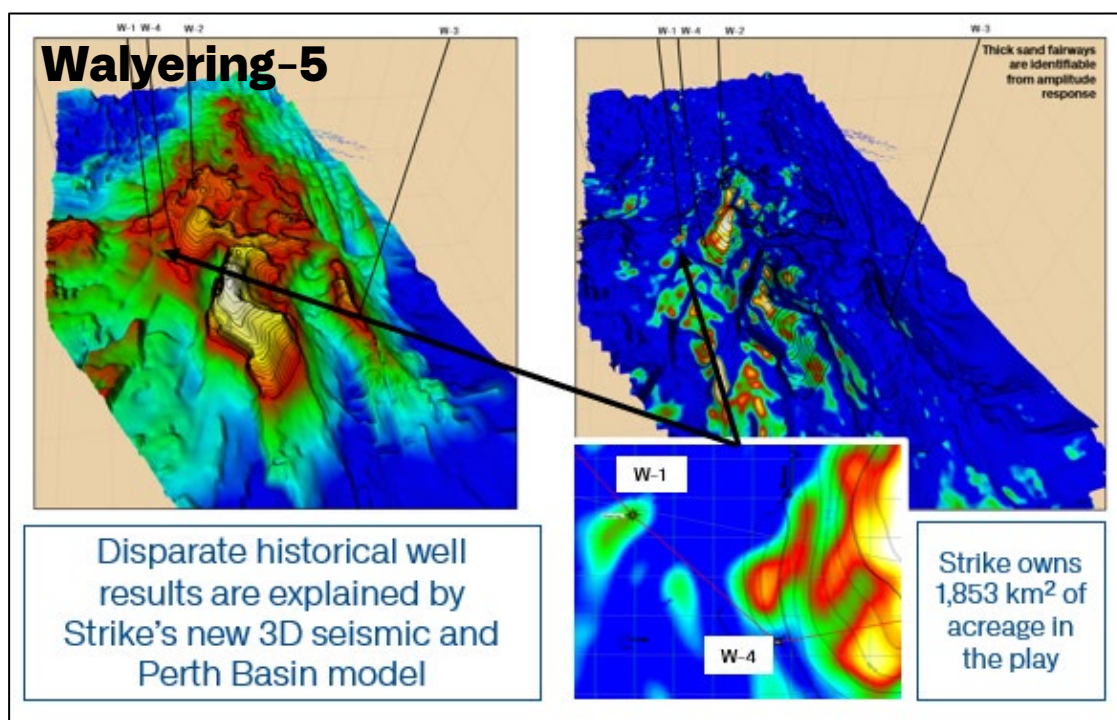 W-1 W-4 W-2 W-3
Walyering-5
W-1 W-4 W-2 W-3
Thick sand fairways
are identifiable
from amplitude
response
W-1
W-4
Disparate historical well
results are explained by
Strike's new 3D seismic and
Perth Basin model
Strike owns
1,853 km² of
acreage in
the play